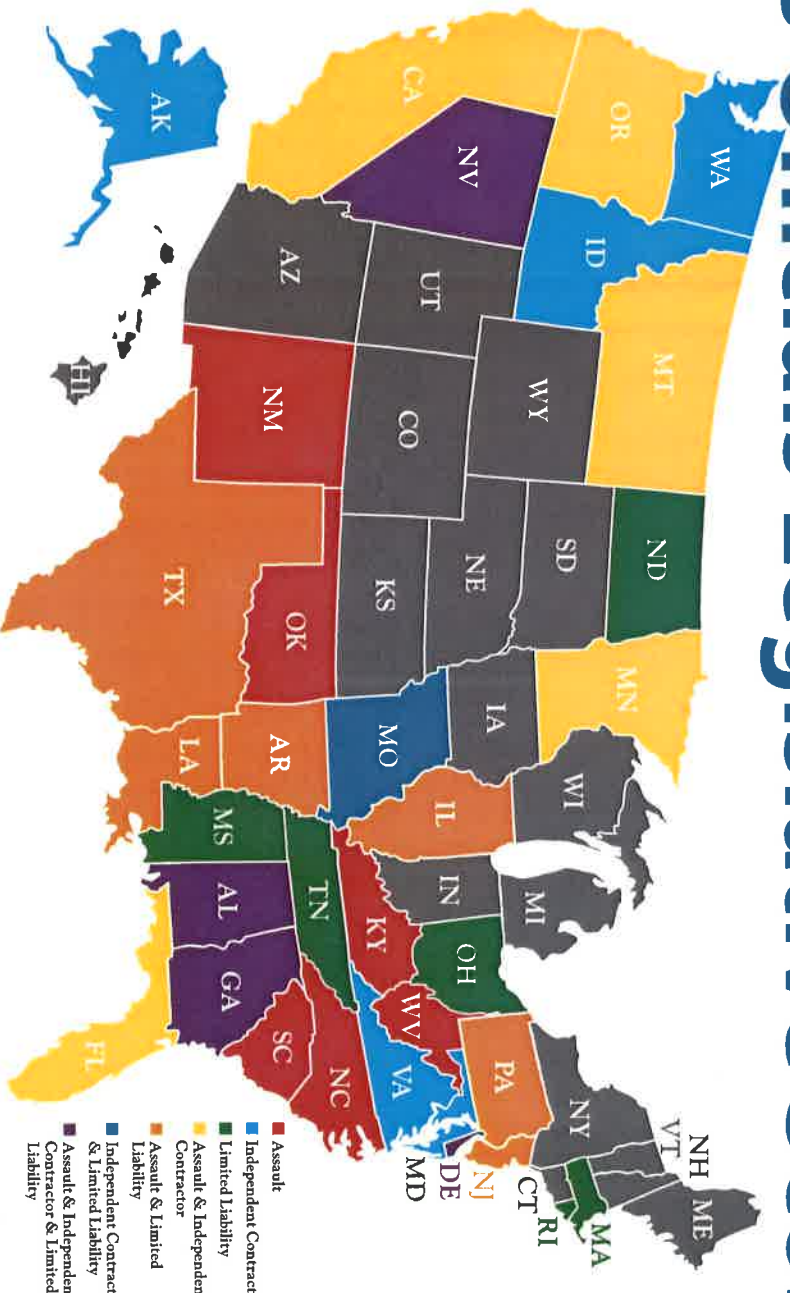 WA
MT
ND
MN
OR
ID
WY
SD
WI
MI
NH
VT
ME
NY
MA
RI
CT
NJ
DE
MD
PA
NV
UT
CO
NE
IA
IL
IN
OH
WV
VA
CA
AZ
NM
KS
MO
KY
TN
NC
SC
OK
AR
TX
LA
MS
AL
GA
FL
AK
HI
Assault
Independent Contract
Limited Liability
Assault & Independen
Contractor
Assault & Limited
Liability
Independent Contract
& Limited Liability
Assault & Independen
Contractor & Limited
Liability